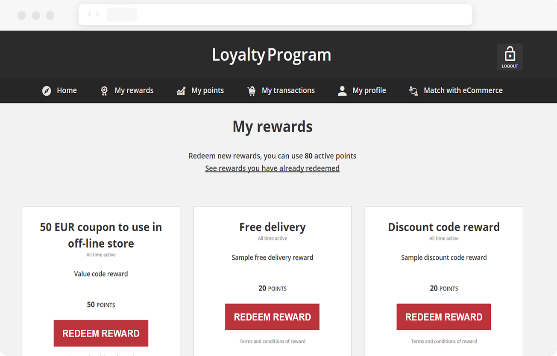 Loyalty Program
LOGOUT
Home
My rewards
My points
My transactions
My profile
Match with eCommerce
My rewards
Redeem new rewards, you can use 80 active points
See rewards you have already redeemed
50 EUR coupon to use in
off-line store
All time active
Value code reward
50 POINTS
REDEEM REWARD
Free delivery
All time active
Sample free delivery reward
20 POINTS
REDEEM REWARD
Terms and conditions of reward
Discount code reward
All time active
Sample discount code reward
20 POINTS
REDEEM REWARD
Terms and conditions of reward